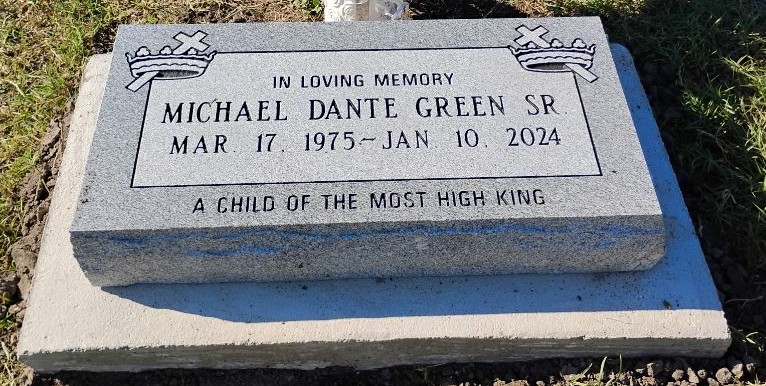 IN LOVING MEMORY
MICHAEL DANTE GREEN SR.
MAR. 17, 1975~JAN. 10, 2024
A CHILD OF THE MOST HIGH KING